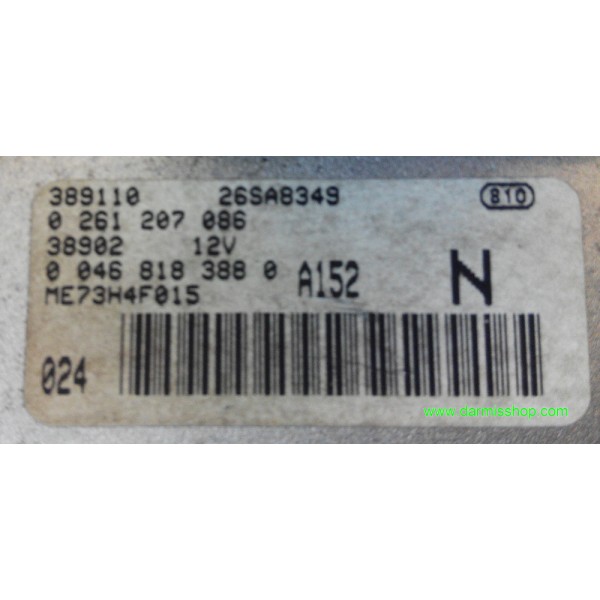 389110 26SA8349 810
0 261 207 086
38902 12V
0 046 818 388 0 A152 N
ME73H4F015
024
www.darmisshop.com